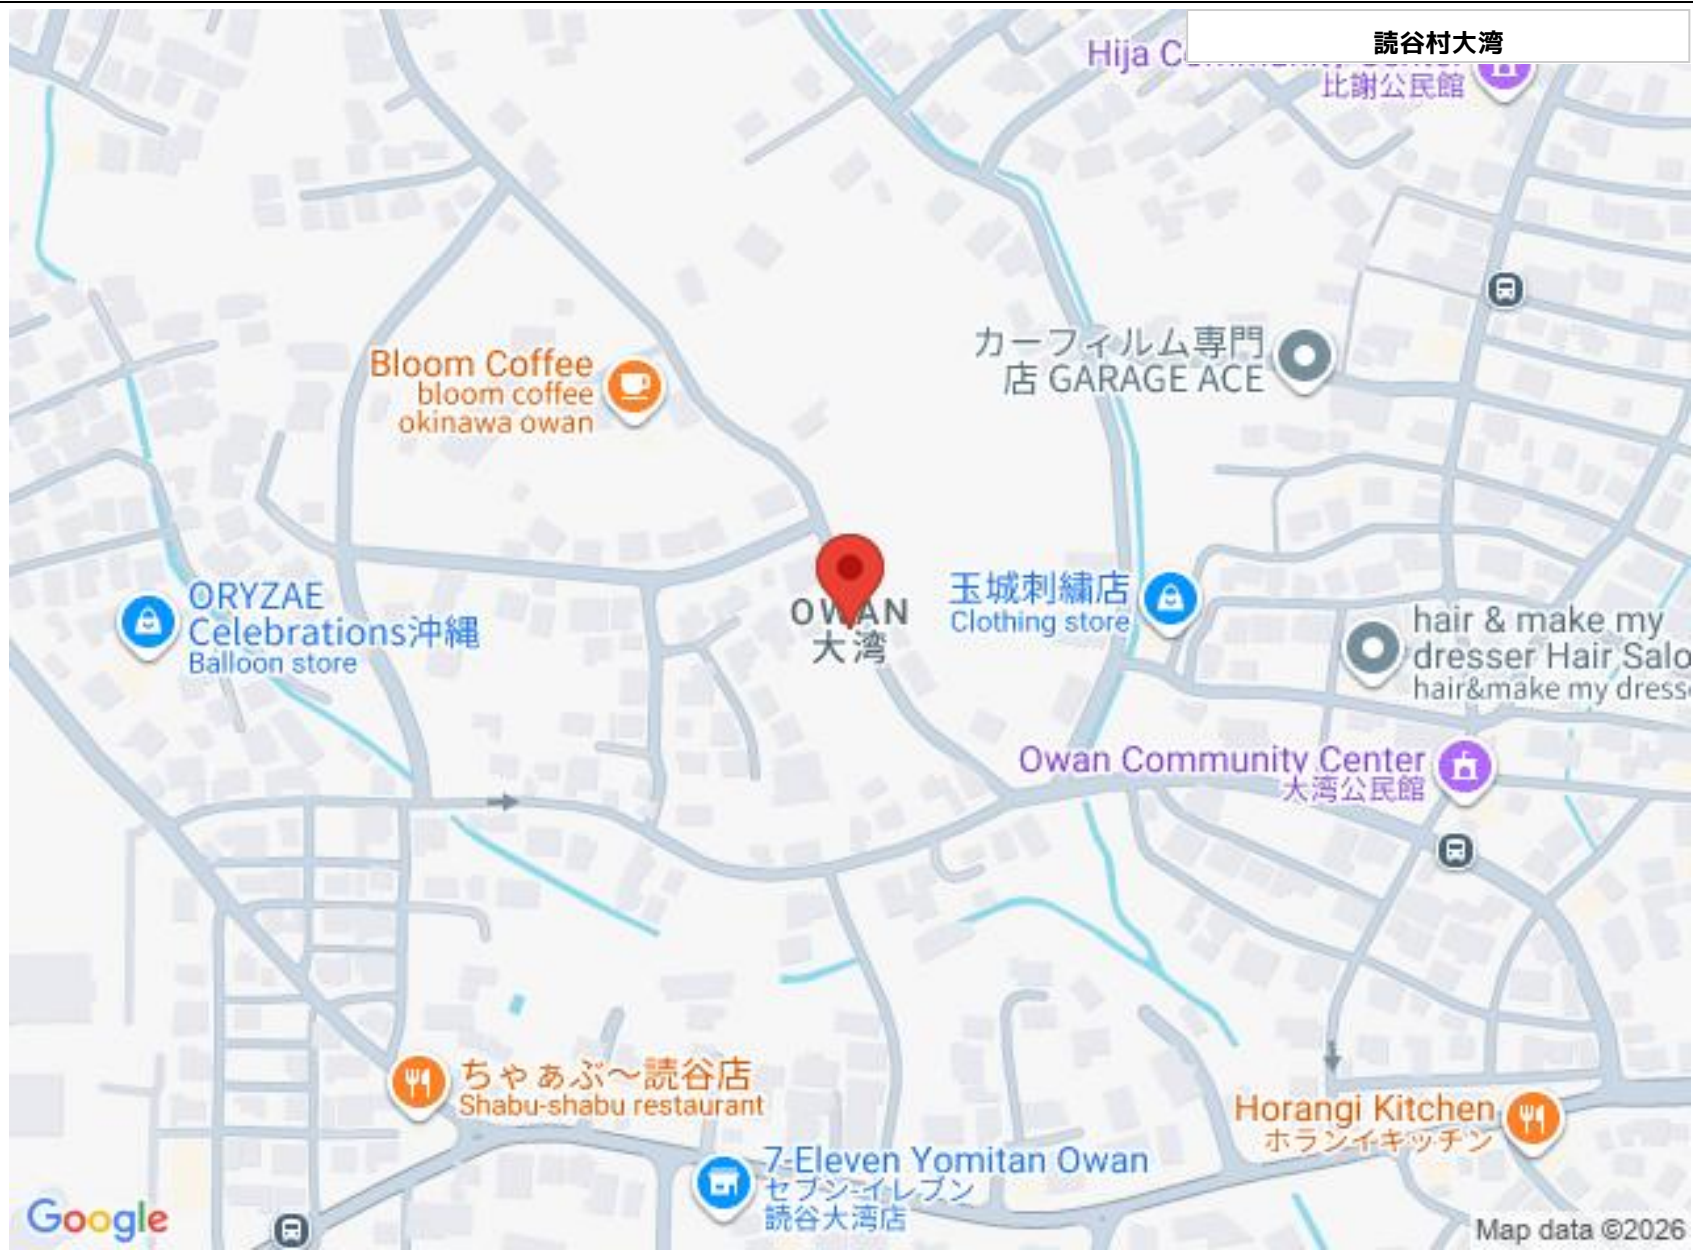 読谷村大湾
Hija C
比謝公民館
カーフィルム専門
店 GARAGE ACE
Bloom Coffee
bloom coffee
okinawa owan
ORYZAE
Celebrations沖縄
Balloon store
OWAN
大湾
玉城刺繍店
Clothing store
hair & make my
dresser Hair Salo
hair&make my dress
Owan Community Center
大湾公民館
ちゃぁぶ～読谷店
Shabu-shabu restaurant
Horangi Kitchen
ホランイキッチン
7-Eleven Yomitan Owan
セブン-イレブン
読谷大湾店
Google
Map data ©2026